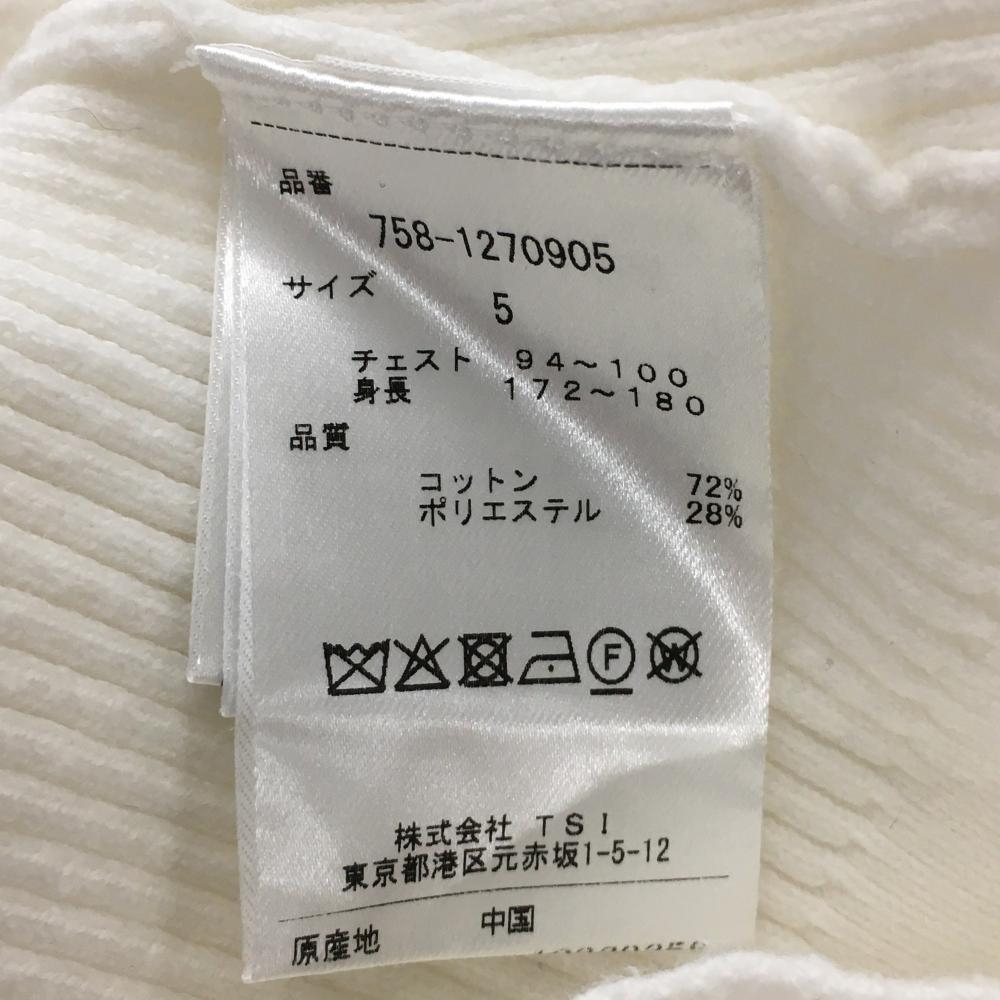 品番
758-1270905
サイズ 5
チェスト 94～100
身長 172～180
品質
コットン 72%
ポリエステル 28%
F W
株式会社 TSI
東京都港区元赤坂1-5-12
原産地 中国